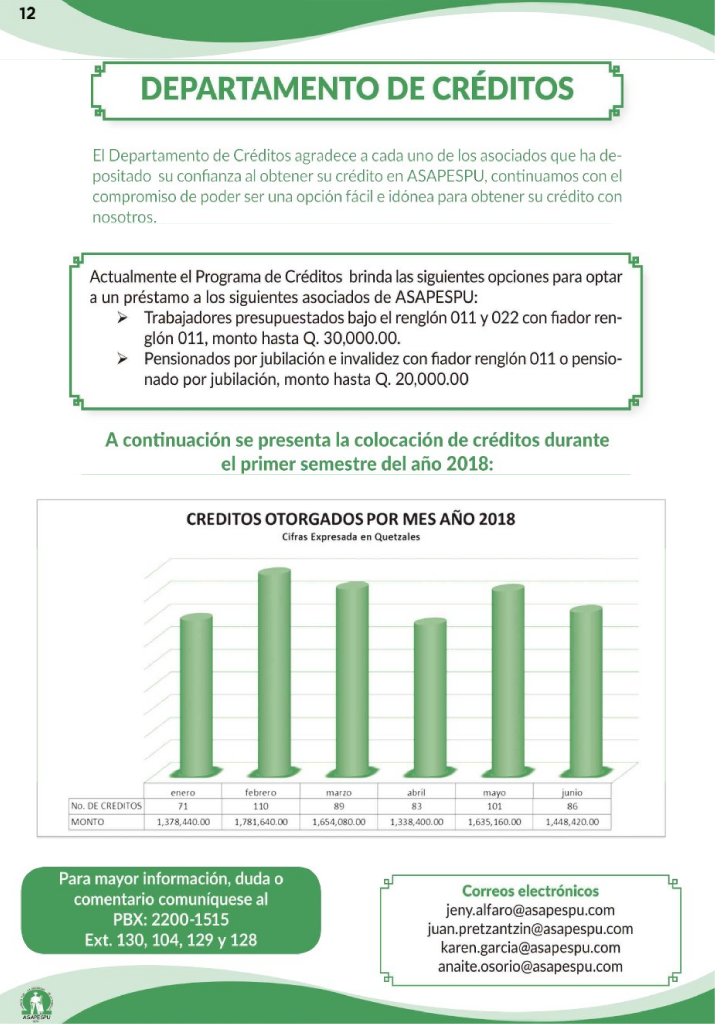 12
DEPARTAMENTO DE CRÉDITOS
El Departamento de Créditos agradece a cada uno de los asociados que ha de-
positado su confianza al obtener su crédito en ASAPESPU, continuamos con el
compromiso de poder ser una opción fácil e idónea para obtener su crédito con
nosotros.
Actualmente el Programa de Créditos brinda las siguientes opciones para optar
a un préstamo a los siguientes asociados de ASAPESPU:
➢ Trabajadores presupuestados bajo el renglón 011 y 022 con fiador ren-
glón 011, monto hasta Q. 30,000.00.
➢ Pensionados por jubilación e invalidez con fiador renglón 011 o pensio-
nado por jubilación, monto hasta Q. 20,000.00
A continuación se presenta la colocación de créditos durante
el primer semestre del año 2018:
CREDITOS OTORGADOS POR MES AÑO 2018
Cifras Expresada en Quetzales
enero febrero marzo abril mayo junio
No. DE CREDITOS 71 110 89 83 101 86
MONTO 1,378,440.00 1,781,640.00 1,654,080.00 1,338,400.00 1,635,160.00 1,448,420.00
Para mayor información, duda o
comentario comuníquese al
PBX: 2200-1515
Ext. 130, 104, 129 y 128
Correos electrónicos
jeny.alfaro@asapespu.com
juan.pretzantzin@asapespu.com
karen.garcia@asapespu.com
anaite.osorio@asapespu.com
ASAPESPU